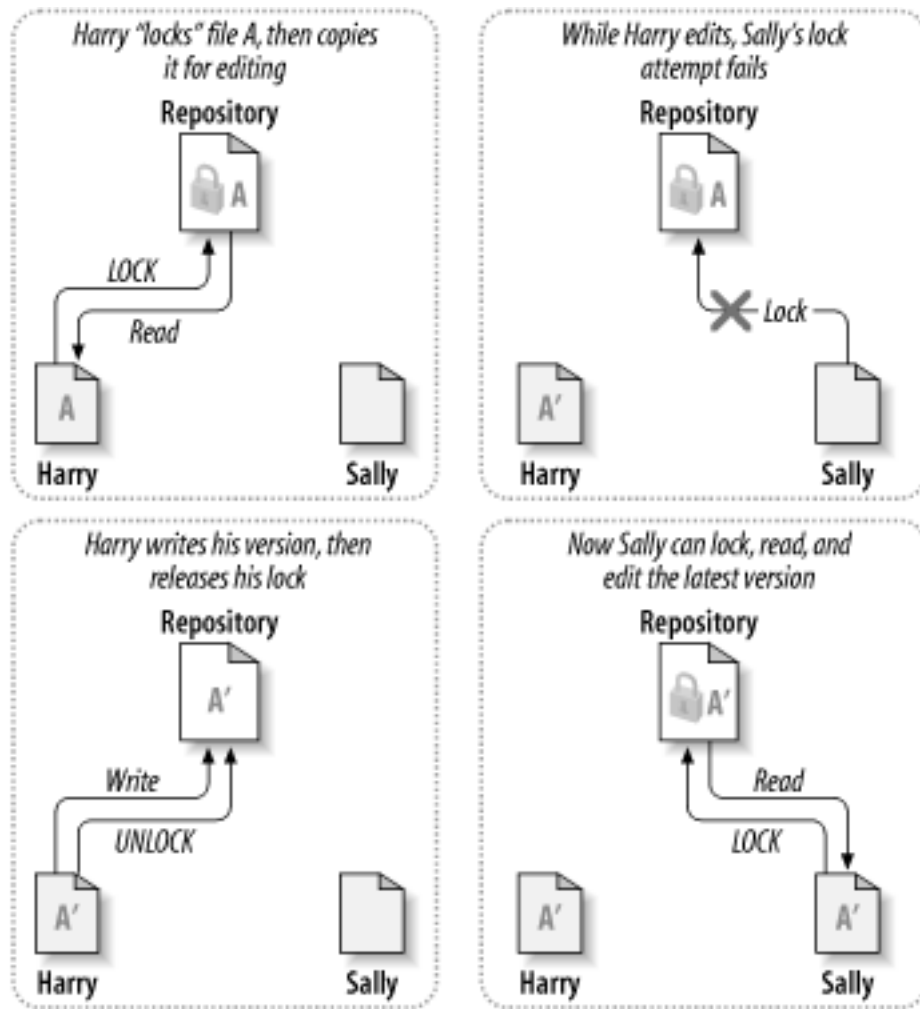 Harry “locks” file A, then copies
it for editing
Repository
A
LOCK
Read
A
Harry
Sally
While Harry edits, Sally’s lock
attempt fails
Repository
A
Lock
A’
Harry
Sally
Harry writes his version, then
releases his lock
Repository
A’
Write
UNLOCK
A’
Harry
Sally
Now Sally can lock, read, and
edit the latest version
Repository
A’
Read
LOCK
A’
Harry
A’
Sally